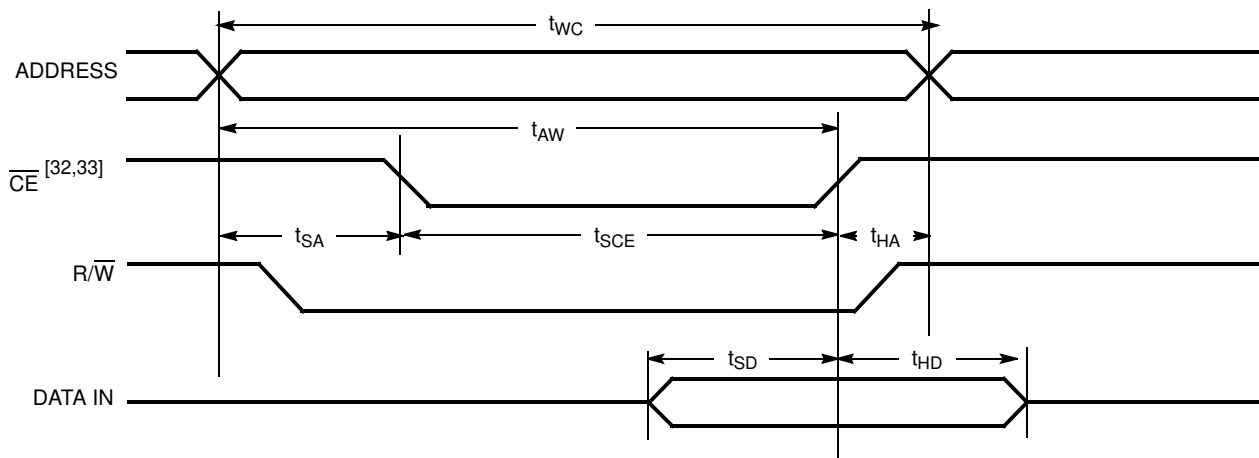 tWC
ADDRESS
tAW
CE [32,33]
tSA
tSCE
tHA
R/W
tSD
tHD
DATA IN